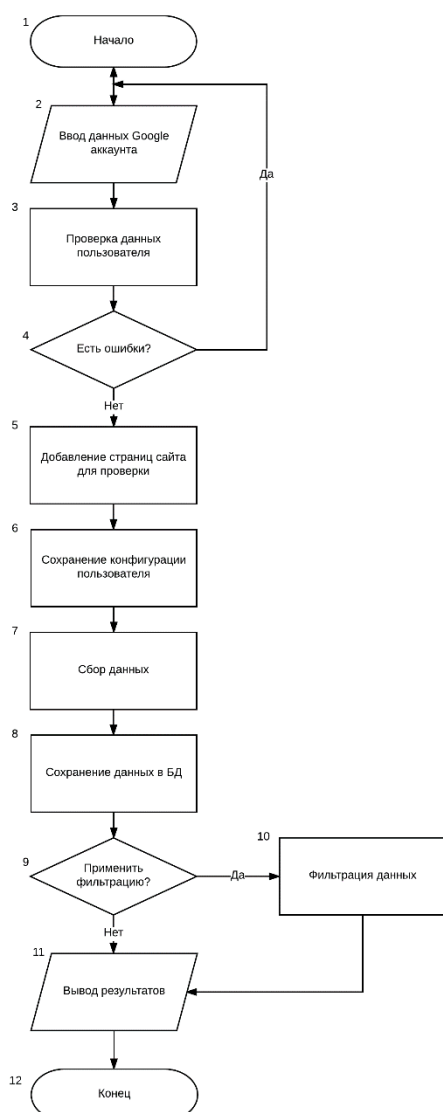 1
Начало
2
Ввод данных Google
аккаунта
Да
3
Проверка данных
пользователя
4
Есть ошибки?
Нет
5
Добавление страниц сайта
для проверки
6
Сохранение конфигурации
пользователя
7
Сбор данных
8
Сохранение данных в БД
9
Применить
фильтрацию?
Да
10
Фильтрация данных
Нет
11
Вывод результатов
12
Конец